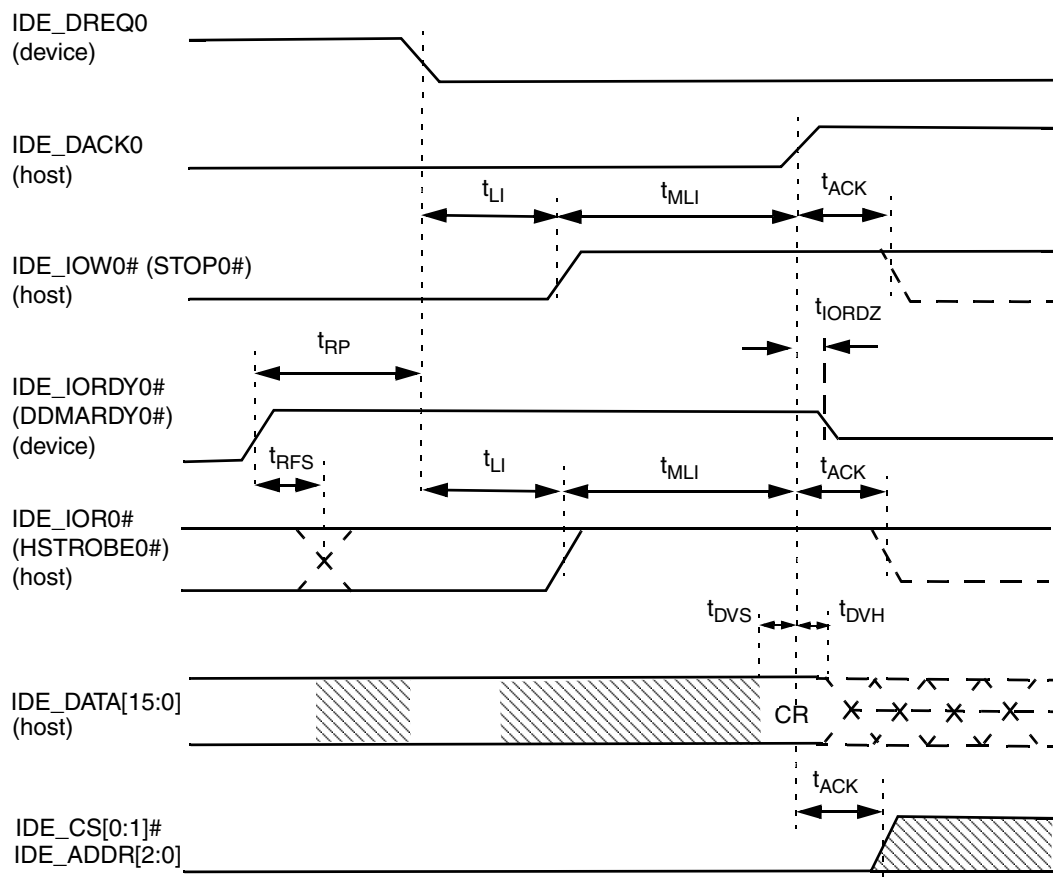 IDE_DREQ0
(device)
IDE_DACK0
(host)
tLI
tMLI
tACK
IDE_IOW0# (STOP0#)
(host)
tIORDZ
tRP
IDE_IORDY0#
(DDMARDY0#)
(device)
tRFS
tLI
tMLI
tACK
IDE_IOR0#
(HSTROBE0#)
(host)
tDVS
tDVH
IDE_DATA[15:0]
(host)
CR
tACK
IDE_CS[0:1]#
IDE_ADDR[2:0]